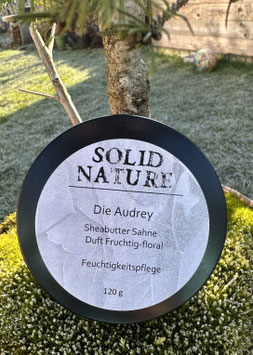 SOLID
NATURE
Die Audrey
Sheabutter Sahne
Duft Fruchtig-floral
Feuchtigkeitspflege
120 g